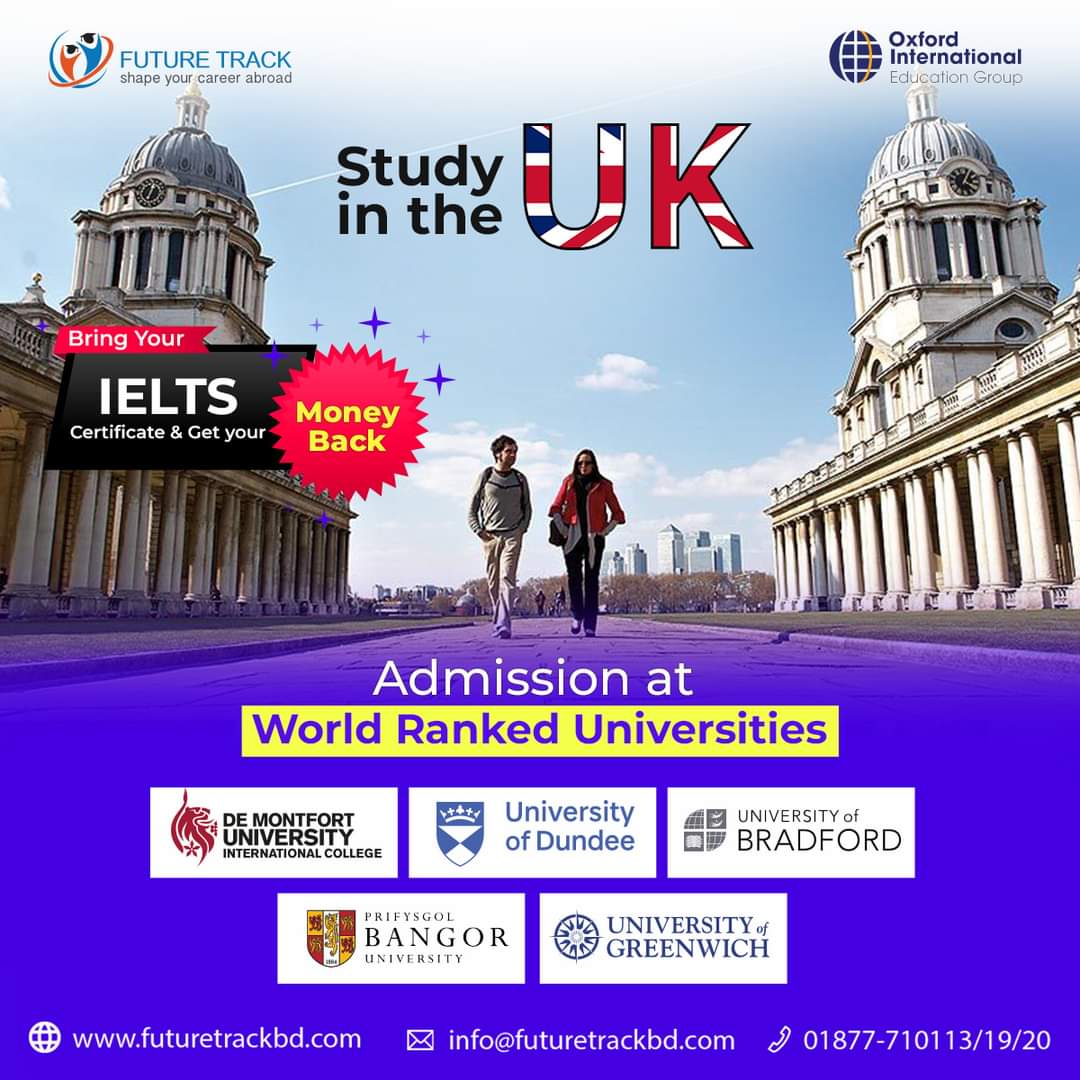 FUTURE TRACK
shape your career abroad
Oxford
International
Education Group
Study
in the
UK
Bring Your
IELTS
Certificate & Get your
Money
Back
Admission at
World Ranked Universities
DE MONTFORT
UNIVERSITY
INTERNATIONAL COLLEGE
University
of Dundee
UNIVERSITY of
BRADFORD
PRIFYSGOL
BANGOR
UNIVERSITY
1884
UNIVERSITY of
GREENWICH
www.futuretrackbd.com
info@futuretrackbd.com
01877-710113/19/20